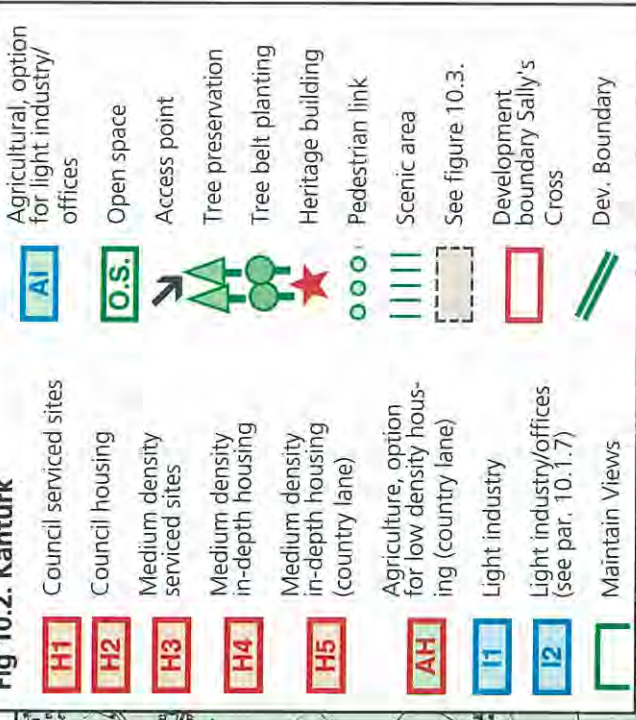 Fig 10.2. Kanturk
H1 Council serviced sites
H2 Council housing
H3 Medium density
serviced sites
H4 Medium density
in-depth housing
H5 Medium density
in-depth housing
(country lane)
AH Agriculture, option
for low density hous-
ing (country lane)
I1 Light industry
I2 Light industry/offices
(see par. 10.1.7)
Maintain Views
AI Agricultural, option
for light industry/
offices
O.S. Open space
Access point
Tree preservation
Tree belt planting
Heritage building
Pedestrian link
Scenic area
See figure 10.3.
Development
boundary Sally's
Cross
Dev. Boundary